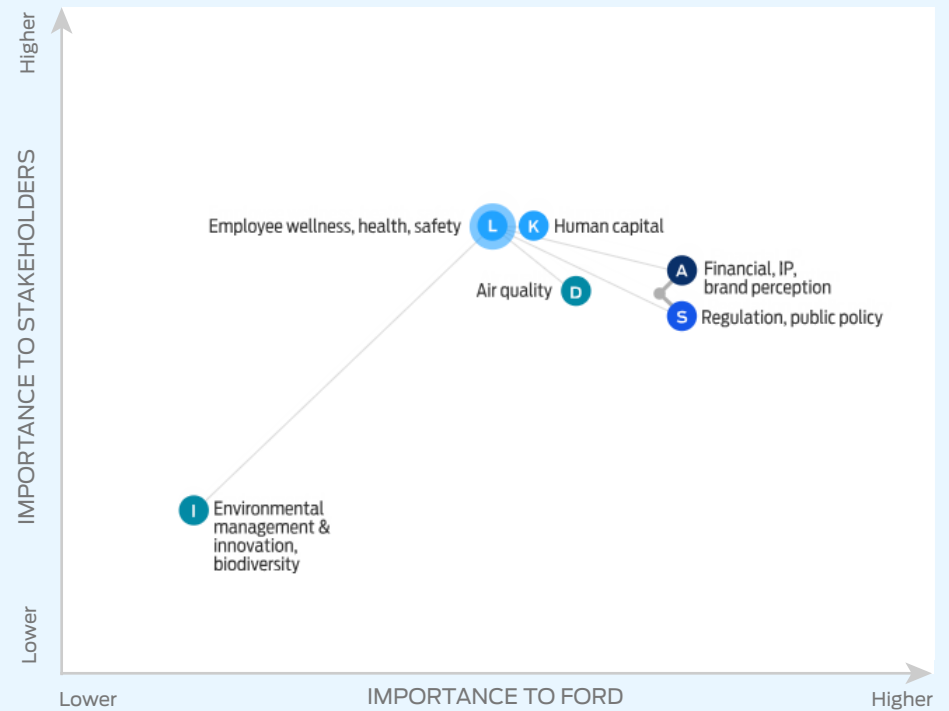 Higher
IMPORTANCE TO STAKEHOLDERS
Lower
Employee wellness, health, safety
L
K
Human capital
Air quality
D
A
Financial, IP,
brand perception
S
Regulation, public policy
I
Environmental
management &
innovation,
biodiversity
Lower
IMPORTANCE TO FORD
Higher